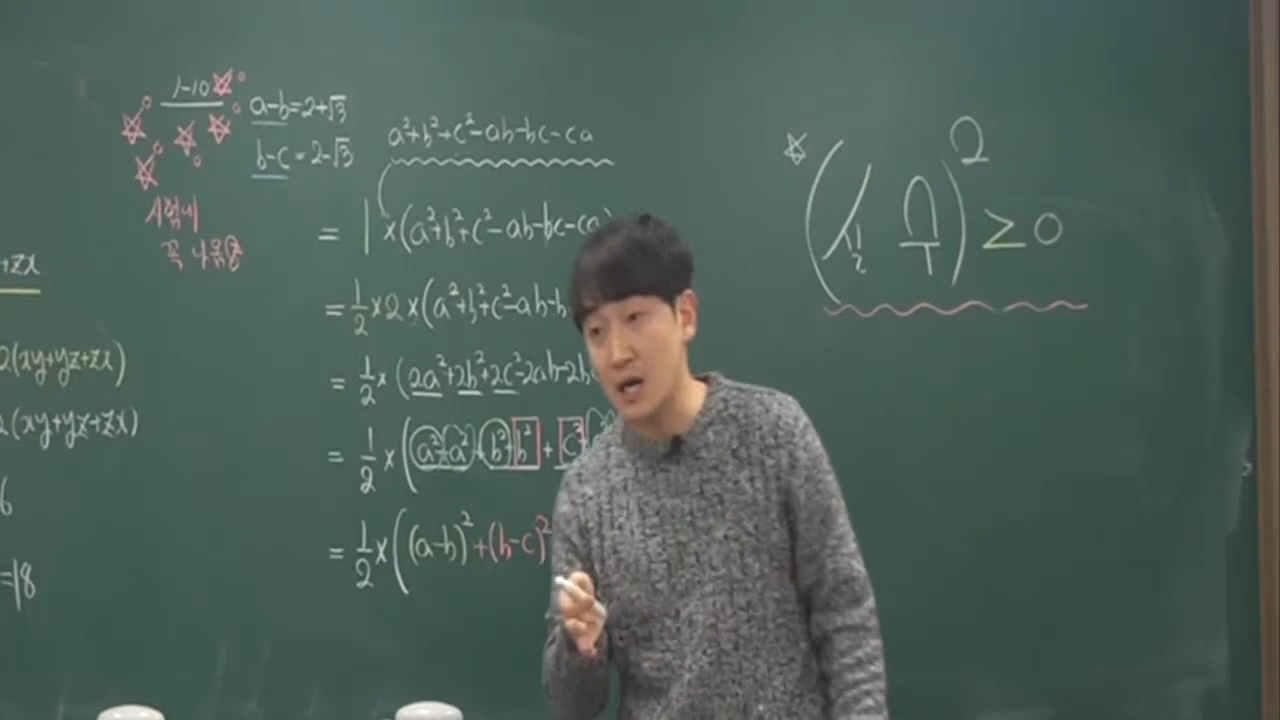 1-10
a-b=2+√3
b-c=2-√3
시험에
꼭 나옴
a²+b²+c²-ab-bc-ca
= 1×(a²+b²+c²-ab-bc-ca)
=½×2×(a²+b²+c²-ab-b
= ½×(2a²+2b²+2c²-2ab-2b
= ½×(a²+a²+b²+b²+c²+
= ½×((a-b)²+(b-c)²
+zx
2(xy+yz+zx)
2(xy+yz+zx)
6
=18
(실수)² ≥0